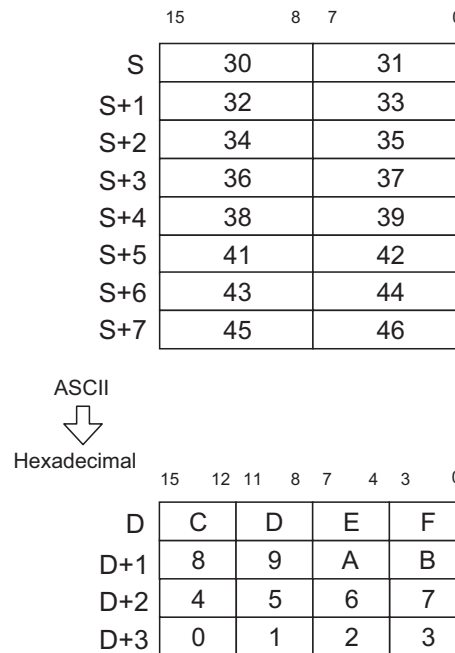 15 8 7 0
S 30 31
S+1 32 33
S+2 34 35
S+3 36 37
S+4 38 39
S+5 41 42
S+6 43 44
S+7 45 46
ASCII
Hexadecimal
15 12 11 8 7 4 3 0
D C D E F
D+1 8 9 A B
D+2 4 5 6 7
D+3 0 1 2 3